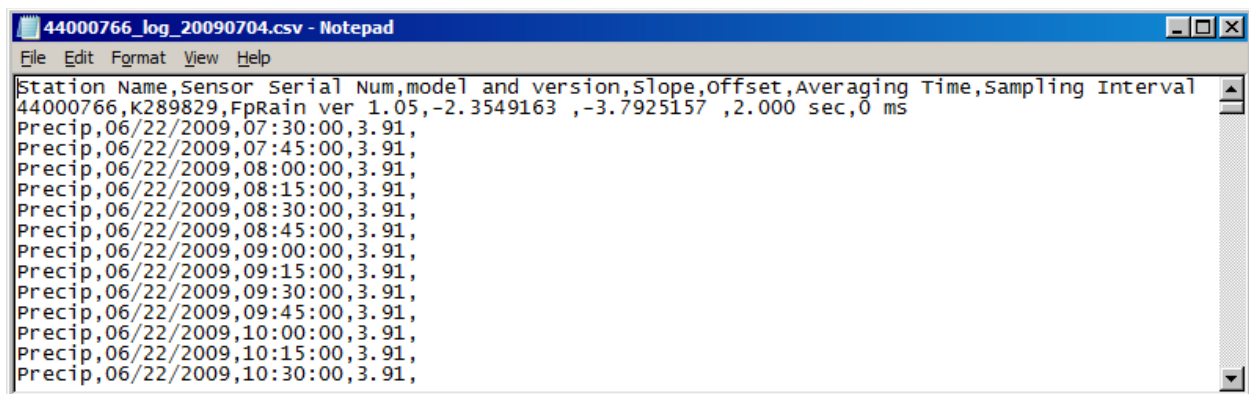 44000766_log_20090704.csv - Notepad
File Edit Format View Help
Station Name,Sensor Serial Num,model and version,Slope,Offset,Averaging Time,Sampling Interval
44000766,K289829,FpRain ver 1.05,-2.3549163 ,-3.7925157 ,2.000 sec,0 ms
Precip,06/22/2009,07:30:00,3.91,
Precip,06/22/2009,07:45:00,3.91,
Precip,06/22/2009,08:00:00,3.91,
Precip,06/22/2009,08:15:00,3.91,
Precip,06/22/2009,08:30:00,3.91,
Precip,06/22/2009,08:45:00,3.91,
Precip,06/22/2009,09:00:00,3.91,
Precip,06/22/2009,09:15:00,3.91,
Precip,06/22/2009,09:30:00,3.91,
Precip,06/22/2009,09:45:00,3.91,
Precip,06/22/2009,10:00:00,3.91,
Precip,06/22/2009,10:15:00,3.91,
Precip,06/22/2009,10:30:00,3.91,